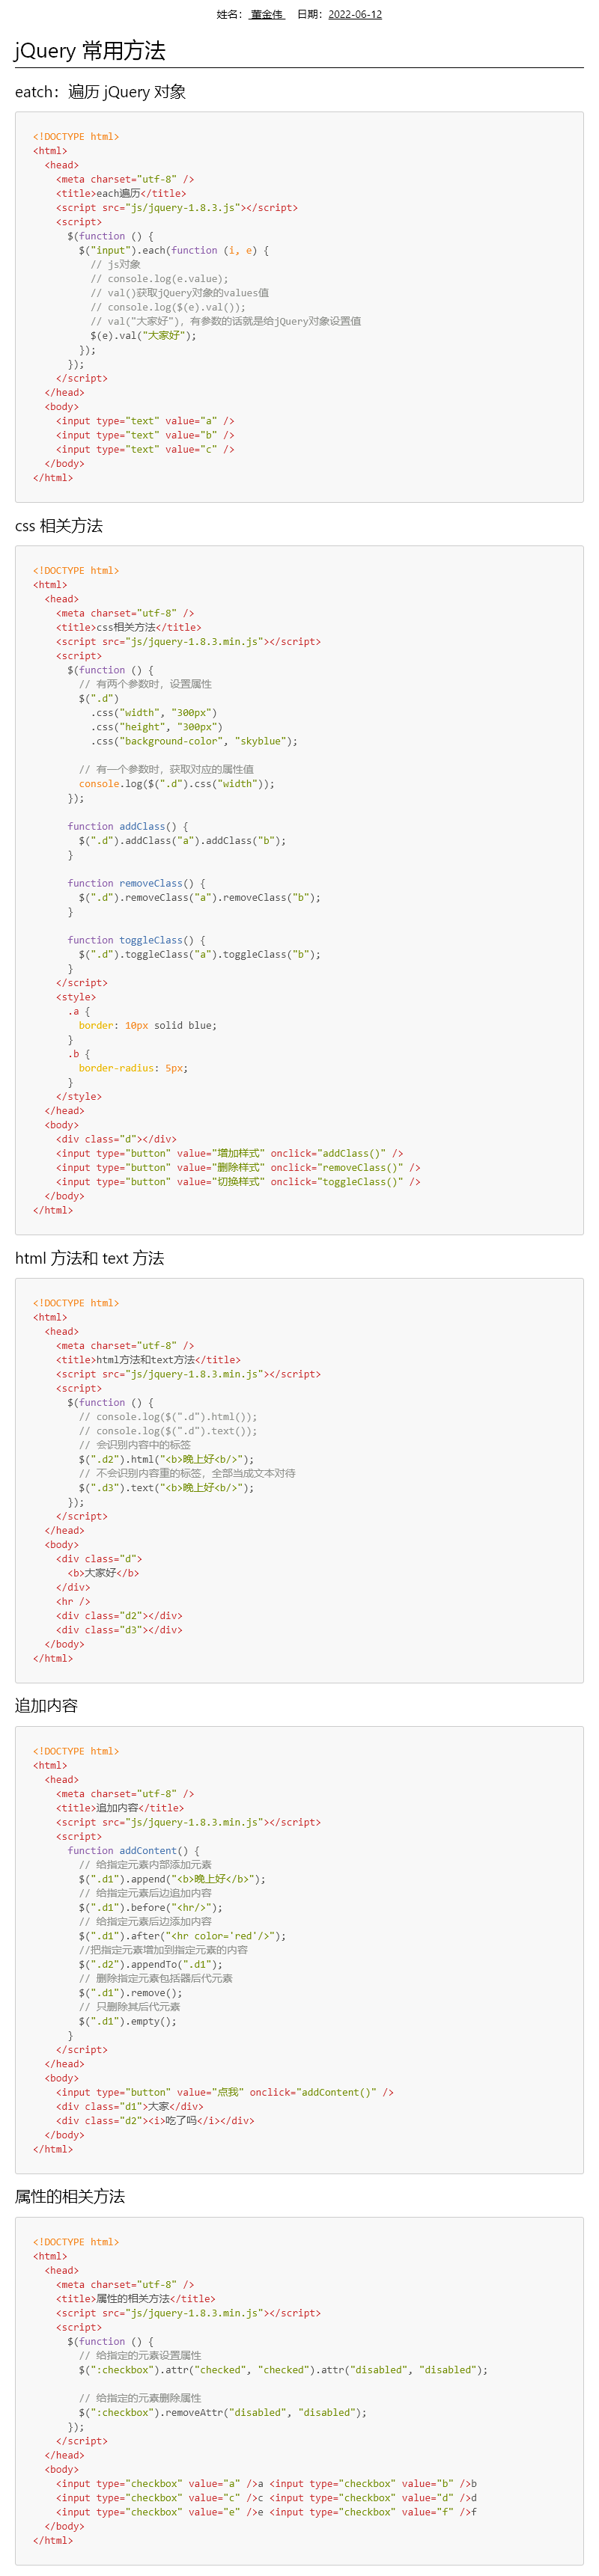 姓名： 董金伟  日期：2022-06-12
jQuery 常用方法
eatch：遍历 jQuery 对象
<!DOCTYPE html>
<html>
  <head>
    <meta charset="utf-8" />
    <title>each遍历</title>
    <script src="js/jquery-1.8.3.js"></script>
    <script>
      $(function () {
        $("input").each(function (i, e) {
          // js对象
          // console.log(e.value);
          // val()获取jQuery对象的values值
          // console.log($(e).val());
          // val("大家好"), 有参数的话就是给jQuery对象设置值
          $(e).val("大家好");
        });
      });
    </script>
  </head>
  <body>
    <input type="text" value="a" />
    <input type="text" value="b" />
    <input type="text" value="c" />
  </body>
</html>
css 相关方法
<!DOCTYPE html>
<html>
  <head>
    <meta charset="utf-8" />
    <title>css相关方法</title>
    <script src="js/jquery-1.8.3.min.js"></script>
    <script>
      $(function () {
        // 有两个参数时，设置属性
        $(".d")
          .css("width", "300px")
          .css("height", "300px")
          .css("background-color", "skyblue");

        // 有一个参数时，获取对应的属性值
        console.log($(".d").css("width"));
      });

      function addClass() {
        $(".d").addClass("a").addClass("b");
      }

      function removeClass() {
        $(".d").removeClass("a").removeClass("b");
      }

      function toggleClass() {
        $(".d").toggleClass("a").toggleClass("b");
      }
    </script>
    <style>
      .a {
        border: 10px solid blue;
      }
      .b {
        border-radius: 5px;
      }
    </style>
  </head>
  <body>
    <div class="d"></div>
    <input type="button" value="增加样式" onclick="addClass()" />
    <input type="button" value="删除样式" onclick="removeClass()" />
    <input type="button" value="切换样式" onclick="toggleClass()" />
  </body>
</html>
html 方法和 text 方法
<!DOCTYPE html>
<html>
  <head>
    <meta charset="utf-8" />
    <title>html方法和text方法</title>
    <script src="js/jquery-1.8.3.min.js"></script>
    <script>
      $(function () {
        // console.log($(".d").html());
        // console.log($(".d").text());
        // 会识别内容中的标签
        $(".d2").html("<b>晚上好<b/>");
        // 不会识别内容重的标签，全部当成文本对待
        $(".d3").text("<b>晚上好<b/>");
      });
    </script>
  </head>
  <body>
    <div class="d">
      <b>大家好</b>
    </div>
    <hr />
    <div class="d2"></div>
    <div class="d3"></div>
  </body>
</html>
追加内容
<!DOCTYPE html>
<html>
  <head>
    <meta charset="utf-8" />
    <title>追加内容</title>
    <script src="js/jquery-1.8.3.min.js"></script>
    <script>
      function addContent() {
        // 给指定元素内部添加元素
        $(".d1").append("<b>晚上好</b>");
        // 给指定元素后边追加内容
        $(".d1").before("<hr/>");
        // 给指定元素后边添加内容
        $(".d1").after("<hr color='red'/>");
        //把指定元素增加到指定元素的内容
        $(".d2").appendTo(".d1");
        // 删除指定元素包括器后代元素
        $(".d1").remove();
        // 只删除其后代元素
        $(".d1").empty();
      }
    </script>
  </head>
  <body>
    <input type="button" value="点我" onclick="addContent()" />
    <div class="d1">大家</div>
    <div class="d2"><i>吃了吗</i></div>
  </body>
</html>
属性的相关方法
<!DOCTYPE html>
<html>
  <head>
    <meta charset="utf-8" />
    <title>属性的相关方法</title>
    <script src="js/jquery-1.8.3.min.js"></script>
    <script>
      $(function () {
        // 给指定的元素设置属性
        $(":checkbox").attr("checked", "checked").attr("disabled", "disabled");

        // 给指定的元素删除属性
        $(":checkbox").removeAttr("disabled", "disabled");
      });
    </script>
  </head>
  <body>
    <input type="checkbox" value="a" />a <input type="checkbox" value="b" />b
    <input type="checkbox" value="c" />c <input type="checkbox" value="d" />d
    <input type="checkbox" value="e" />e <input type="checkbox" value="f" />f
  </body>
</html>